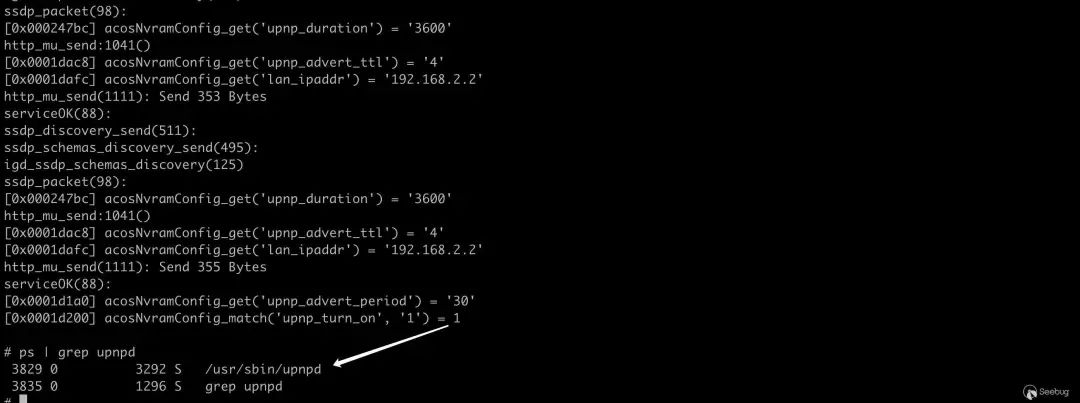 ssdp_packet(98):
[0x000247bc] acosNvramConfig_get('upnp_duration') = '3600'
http_mu_send:1041()
[0x0001dac8] acosNvramConfig_get('upnp_advert_ttl') = '4'
[0x0001dafc] acosNvramConfig_get('lan_ipaddr') = '192.168.2.2'
http_mu_send(1111): Send 353 Bytes
serviceOK(88):
ssdp_discovery_send(511):
ssdp_schemas_discovery_send(495):
igd_ssdp_schemas_discovery(125)
ssdp_packet(98):
[0x000247bc] acosNvramConfig_get('upnp_duration') = '3600'
http_mu_send:1041()
[0x0001dac8] acosNvramConfig_get('upnp_advert_ttl') = '4'
[0x0001dafc] acosNvramConfig_get('lan_ipaddr') = '192.168.2.2'
http_mu_send(1111): Send 355 Bytes
serviceOK(88):
[0x0001d1a0] acosNvramConfig_get('upnp_advert_period') = '30'
[0x0001d200] acosNvramConfig_match('upnp_turn_on', '1') = 1
# ps | grep upnpd
3829 0 3292 S /usr/sbin/upnpd
3835 0 1296 S grep upnpd
#
Seebug